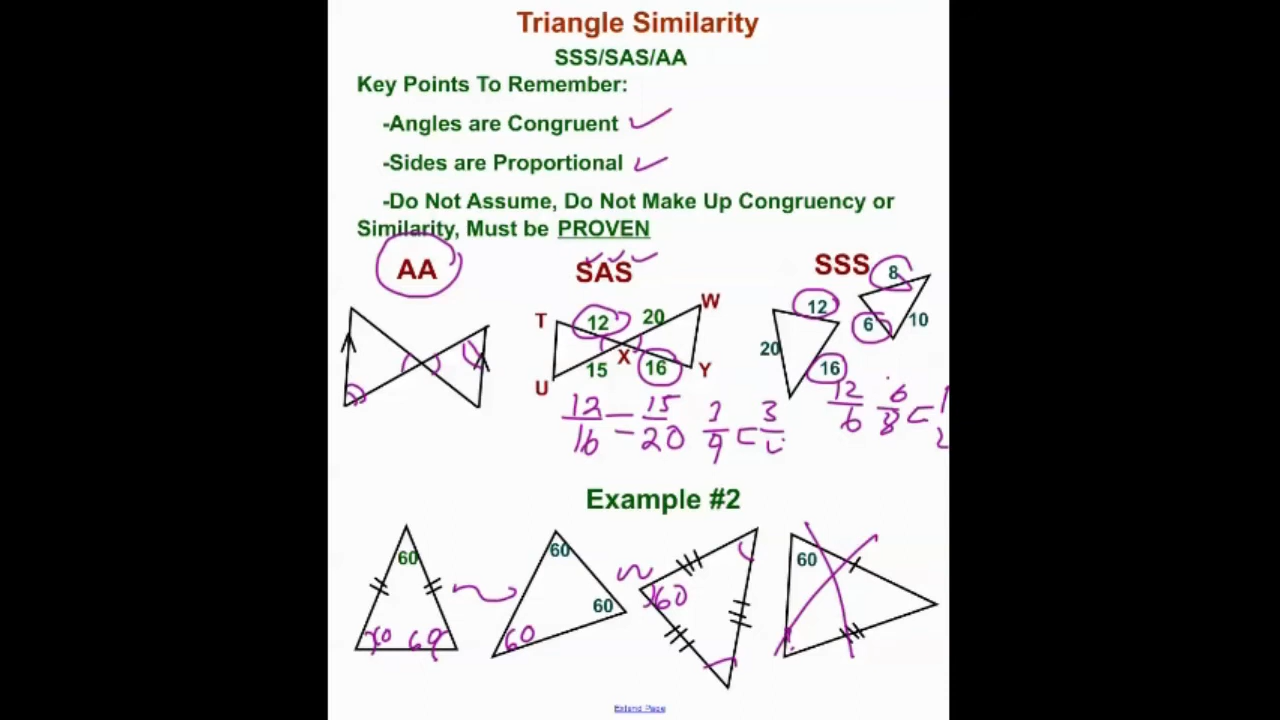 Triangle Similarity
SSS/SAS/AA
Key Points To Remember:
-Angles are Congruent
-Sides are Proportional
-Do Not Assume, Do Not Make Up Congruency or
Similarity, Must be PROVEN
AA
SAS
SSS
T 12 20 W
U 15 X 16 Y
12 20 16
8 6 10
12/16 = 15/20
12/6 6/8 =
Example #2
60 60
60 60 60
60
60
Extend Page